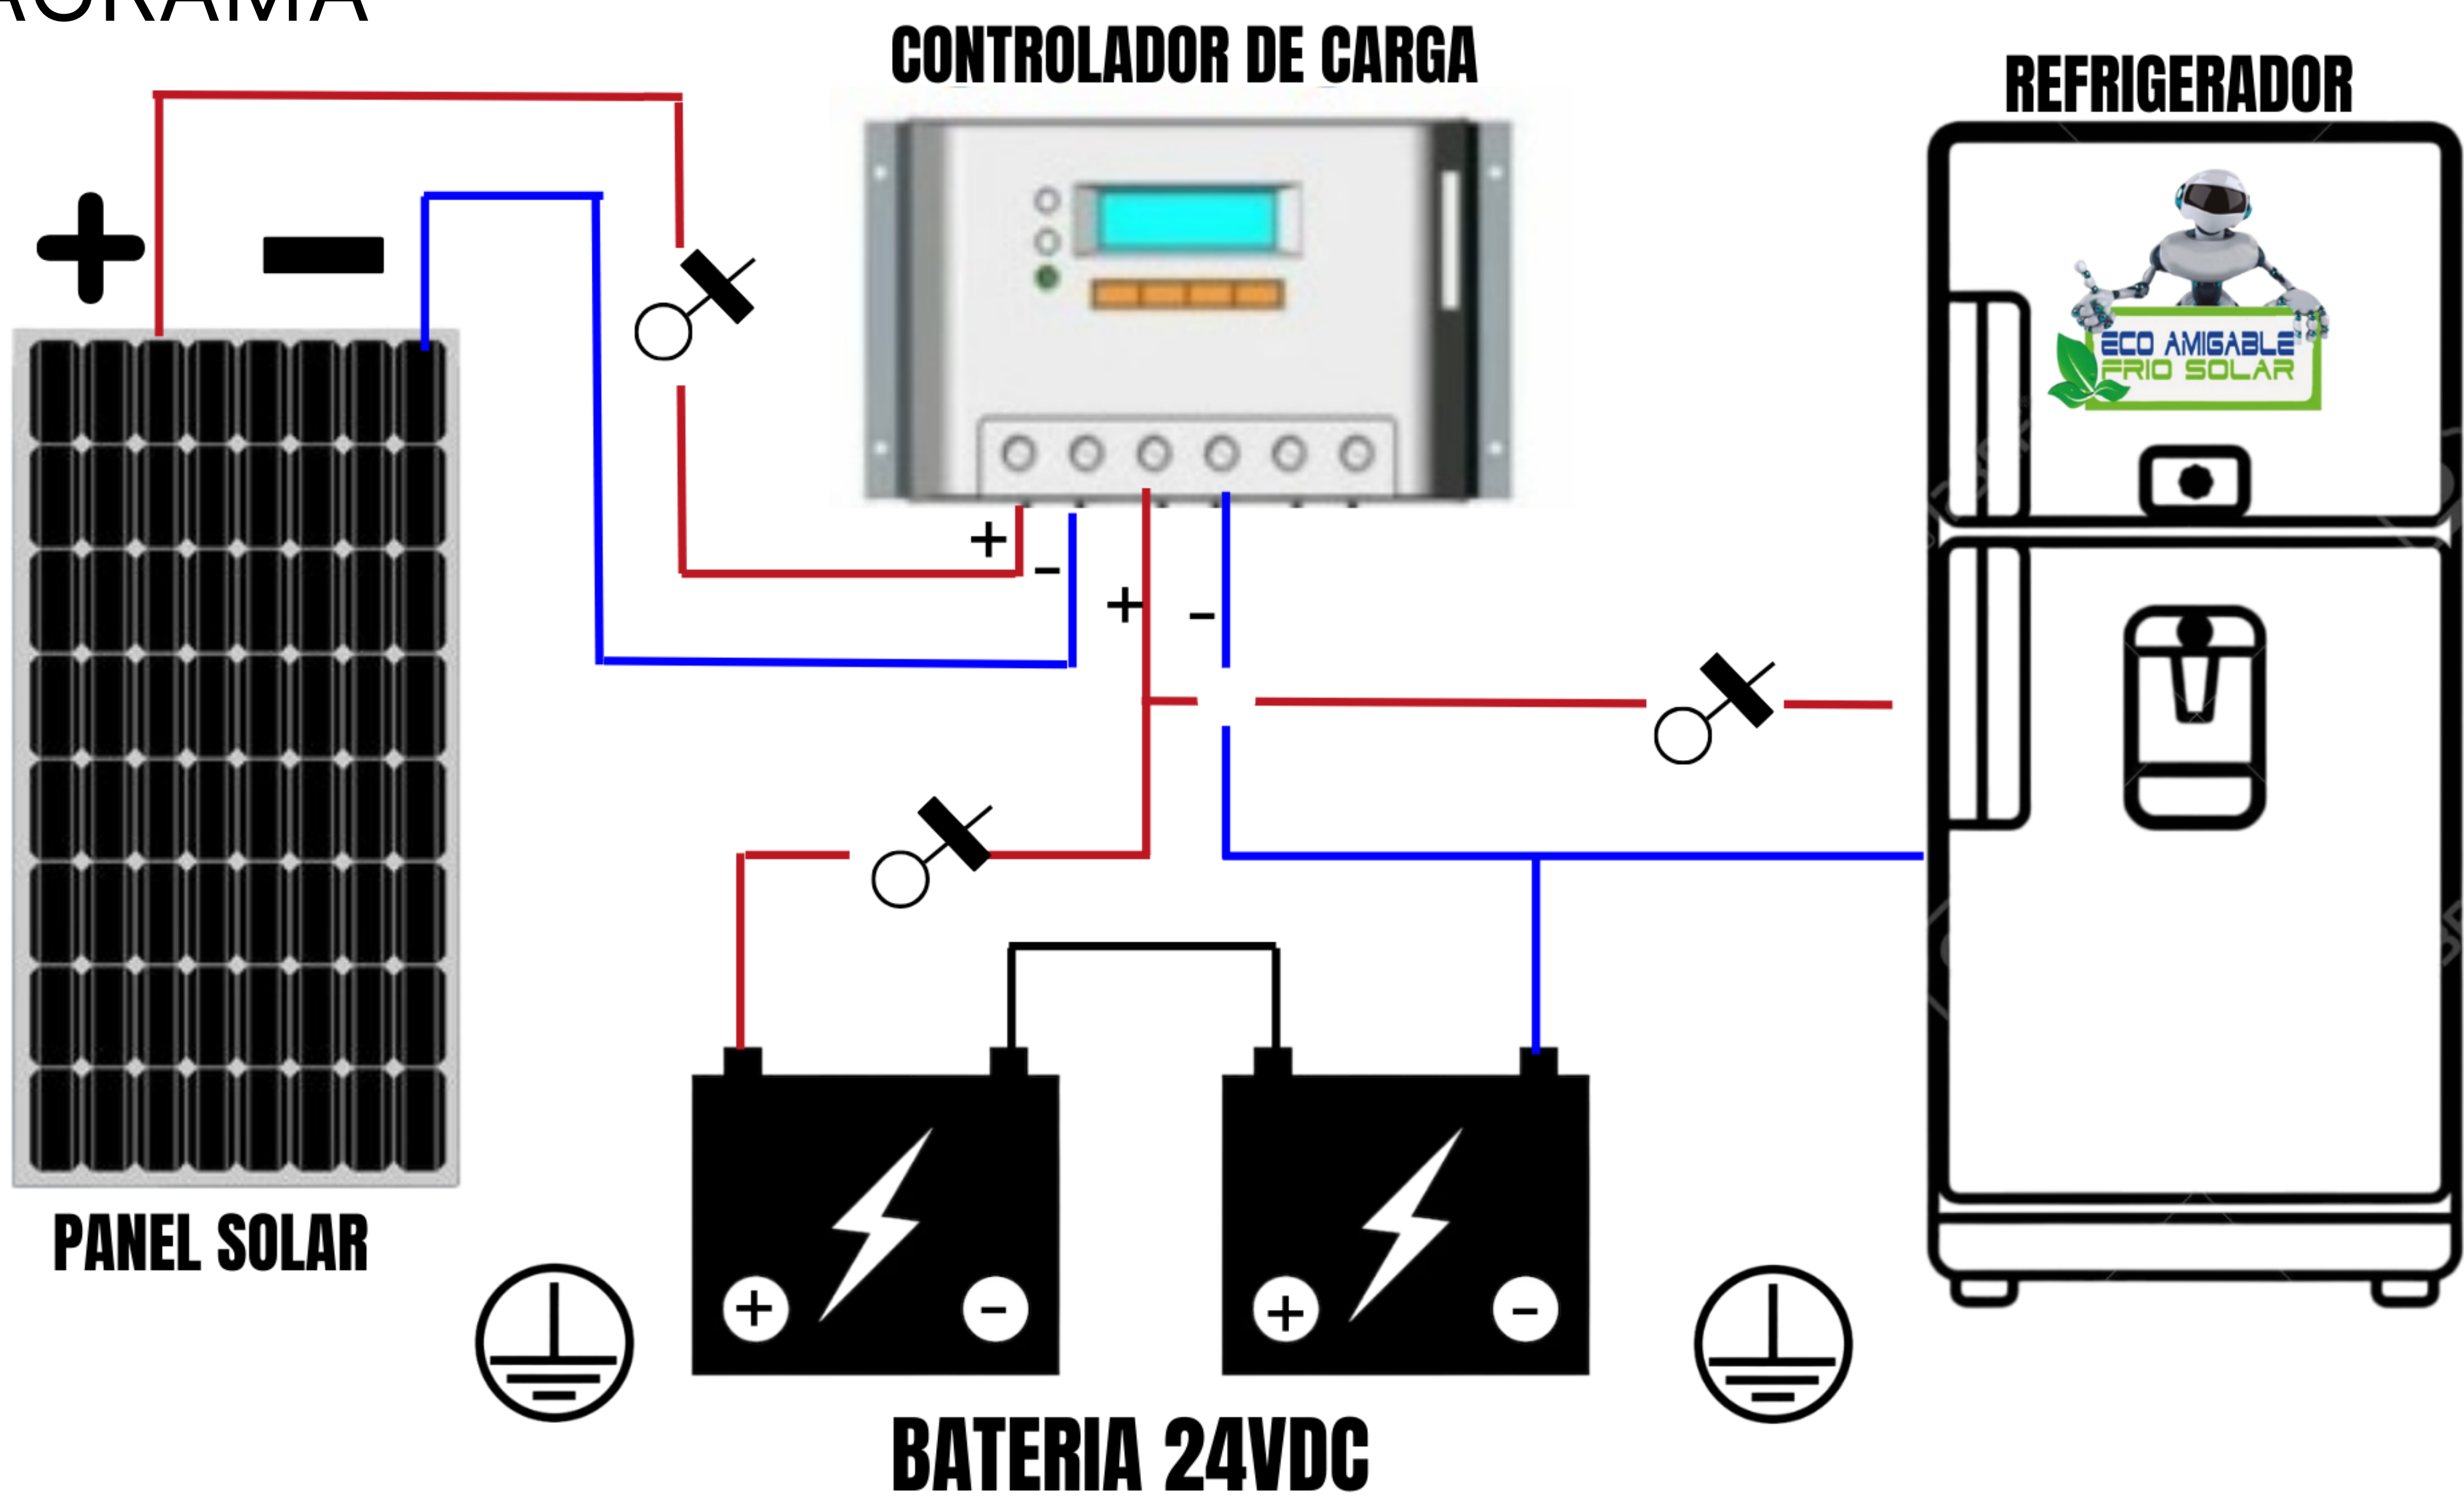 CONTROLADOR DE CARGA
REFRIGERADOR
+ −
ECO AMIGABLE
FRIO SOLAR
+
−
+
−
PANEL SOLAR
+ − + −
BATERIA 24VDC